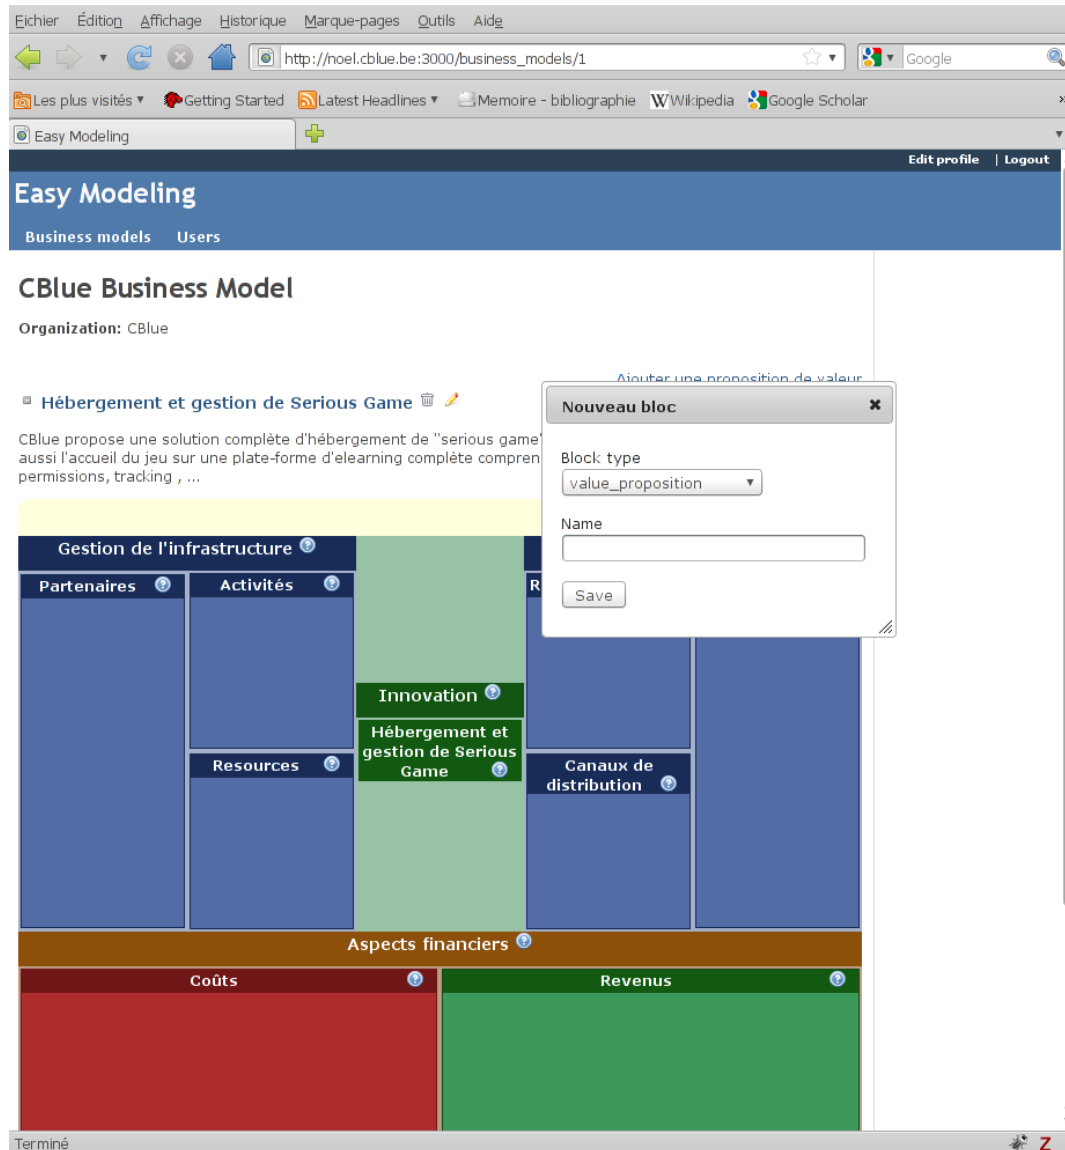 Eichier Édition Affichage Historique Marque-pages Outils Aide
http://noel.cblue.be:3000/business_models/1
Google
Les plus visités Getting Started Latest Headlines Memoire - bibliographie Wikipedia Google Scholar »
Easy Modeling
Edit profile | Logout
Easy Modeling
Business models Users
CBlue Business Model
Organization: CBlue
Ajouter une proposition de valeur
Hébergement et gestion de Serious Game
CBlue propose une solution complète d'hébergement de "serious game"
aussi l'accueil du jeu sur une plate-forme d'elearning complète
permissions, tracking , ...
Nouveau bloc
Block type
value_proposition
Name
Save
Gestion de l'infrastructure
Partenaires Activités R
Innovation
Hébergement et
gestion de Serious
Game
Resources
Canaux de
distribution
Aspects financiers
Coûts Revenus
Terminé Z